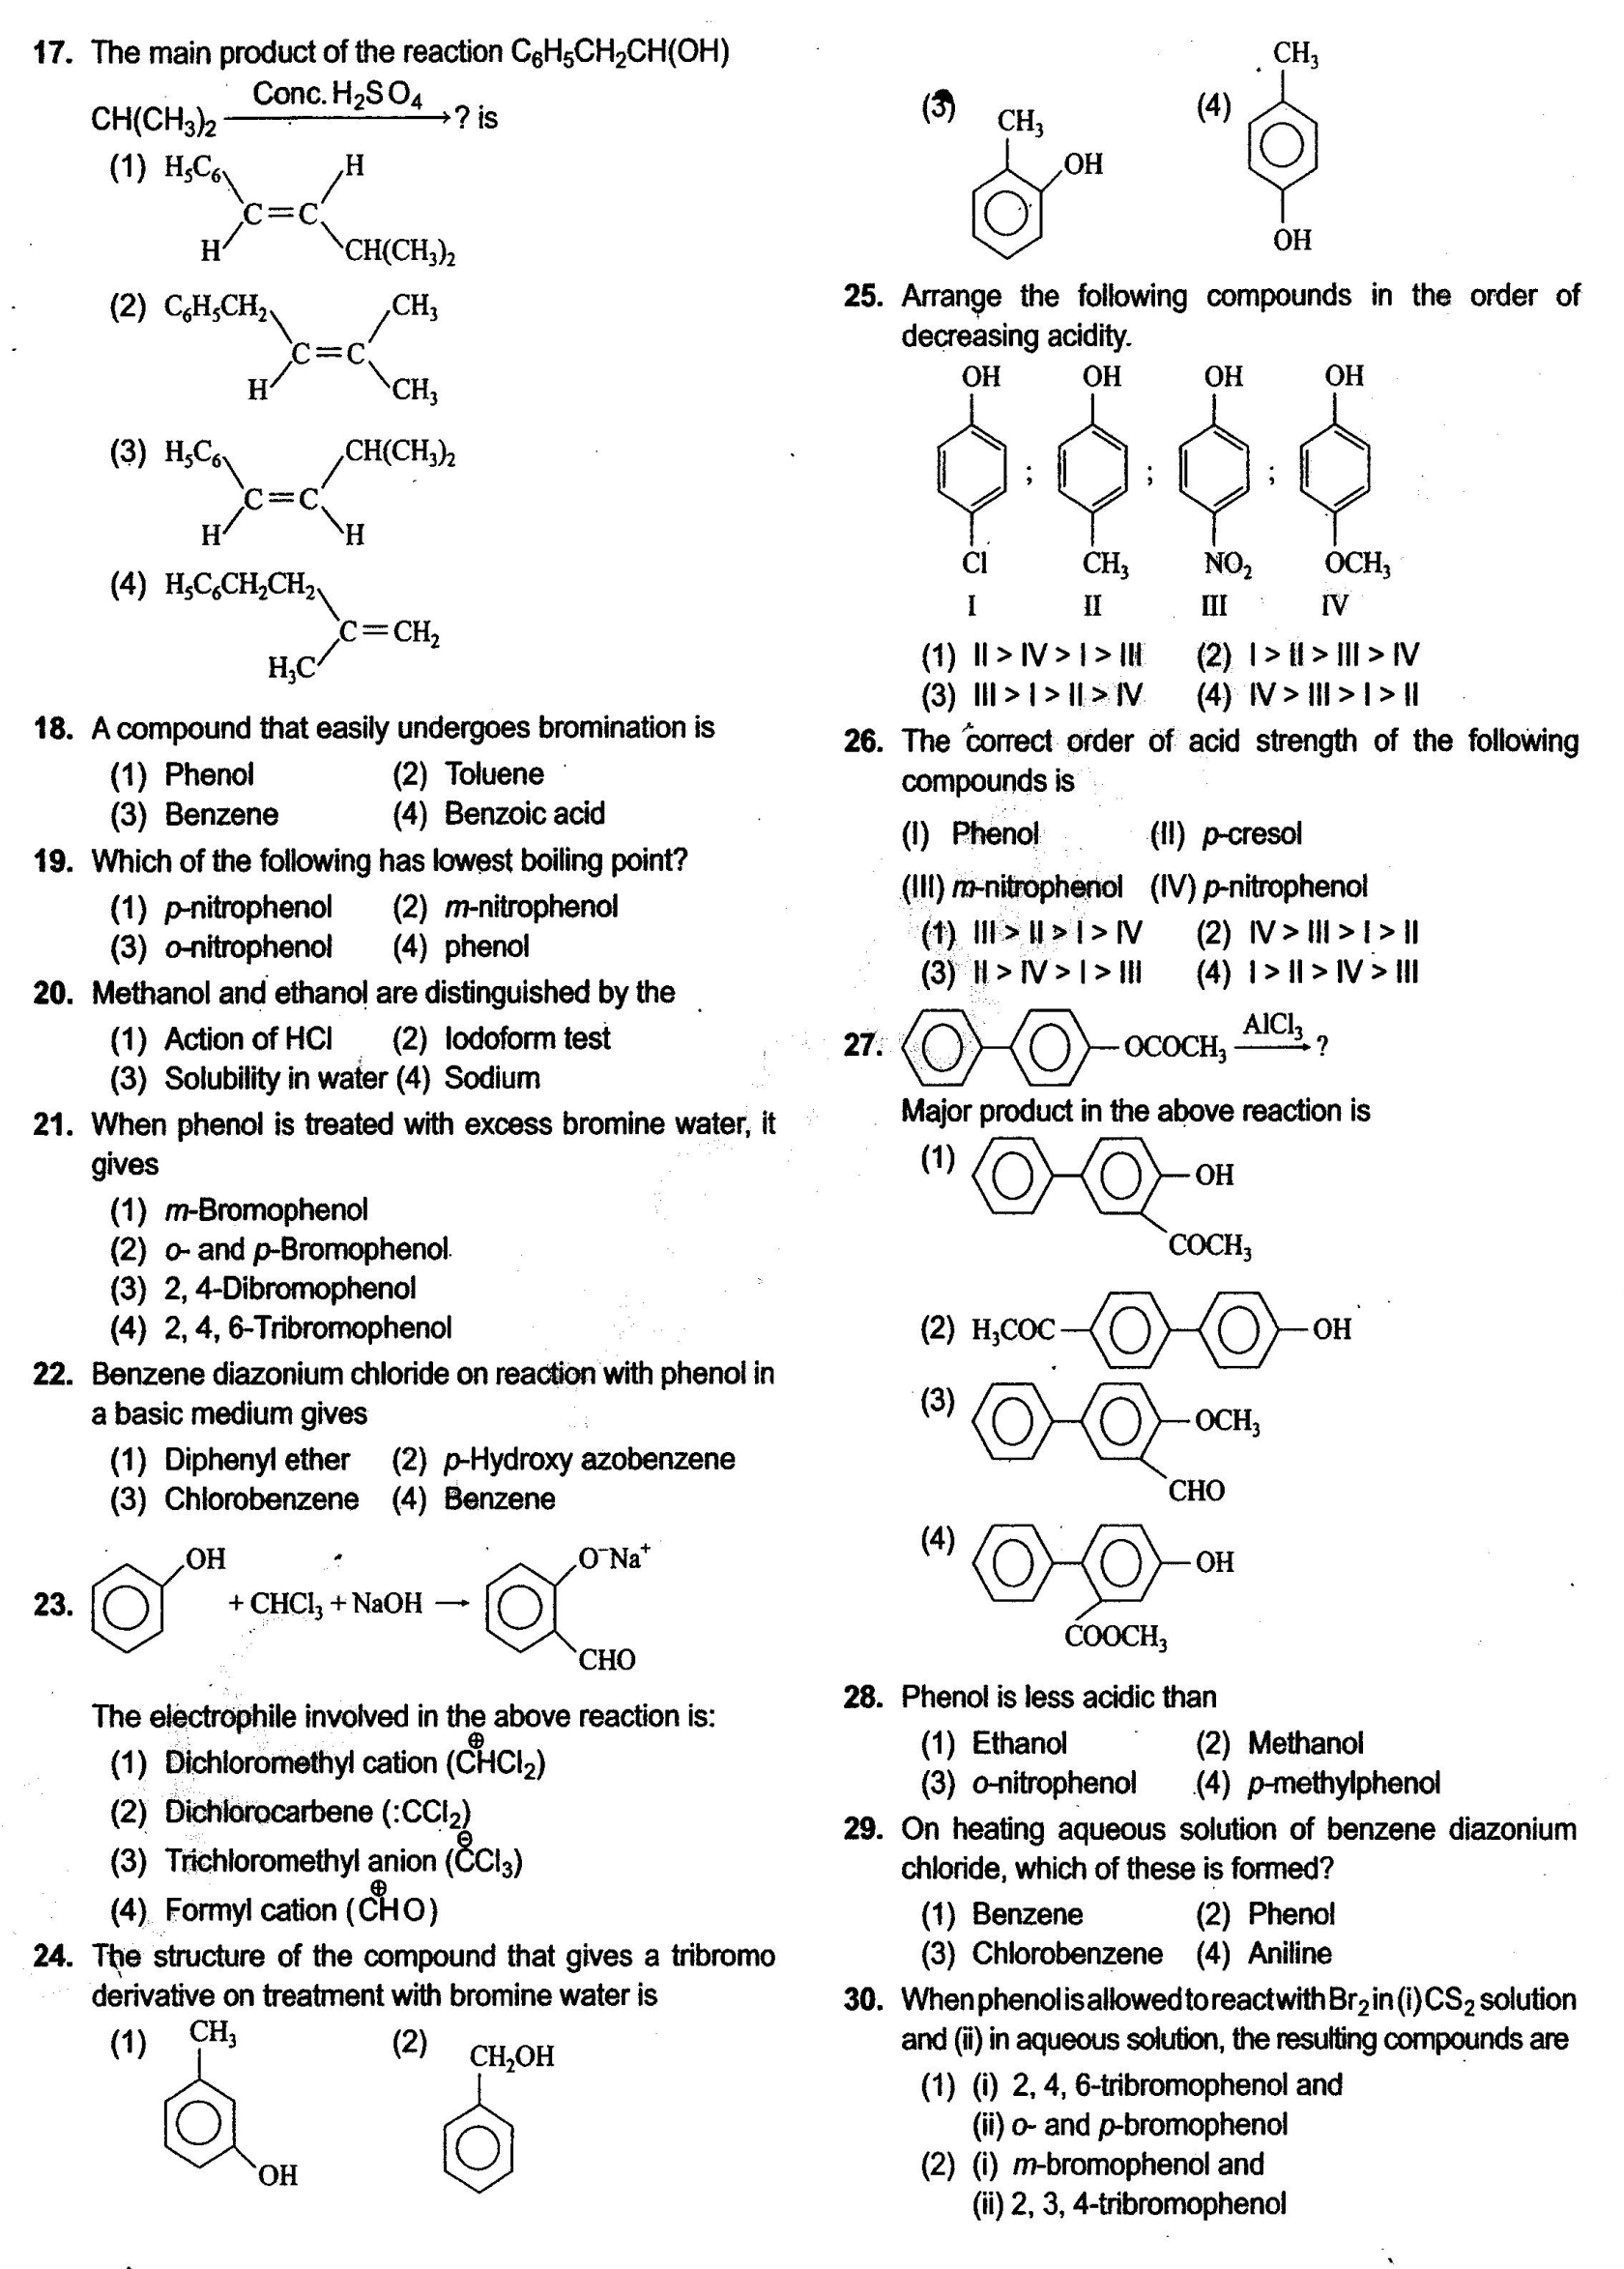 17. The main product of the reaction C₆H₅CH₂CH(OH)
CH(CH₃)₂ Conc. H₂SO₄ → ? is
(1) H₅C₆ H
C=C
H CH(CH₃)₂
(2) C₆H₅CH₂ CH₃
C=C
H CH₃
(3) H₅C₆ CH(CH₃)₂
C=C
H H
(4) H₅C₆CH₂CH₂
C=CH₂
H₃C
18. A compound that easily undergoes bromination is
(1) Phenol (2) Toluene
(3) Benzene (4) Benzoic acid
19. Which of the following has lowest boiling point?
(1) p-nitrophenol (2) m-nitrophenol
(3) o-nitrophenol (4) phenol
20. Methanol and ethanol are distinguished by the
(1) Action of HCl (2) Iodoform test
(3) Solubility in water (4) Sodium
21. When phenol is treated with excess bromine water, it
gives
(1) m-Bromophenol
(2) o- and p-Bromophenol
(3) 2, 4-Dibromophenol
(4) 2, 4, 6-Tribromophenol
22. Benzene diazonium chloride on reaction with phenol in
a basic medium gives
(1) Diphenyl ether (2) p-Hydroxy azobenzene
(3) Chlorobenzene (4) Benzene
OH O⁻Na⁺
23. + CHCl₃ + NaOH →
CHO
The electrophile involved in the above reaction is:
(1) Dichloromethyl cation (C⊕HCl₂)
(2) Dichlorocarbene (:CCl₂)
(3) Trichloromethyl anion (C⊖Cl₃)
(4) Formyl cation (C⊕HO)
24. The structure of the compound that gives a tribromo
derivative on treatment with bromine water is
(1) CH₃ (2) CH₂OH
OH
CH₃
(3) CH₃ (4)
OH
OH
25. Arrange the following compounds in the order of
decreasing acidity.
OH OH OH OH
; ; ;
Cl CH₃ NO₂ OCH₃
I II III IV
(1) II > IV > I > III (2) I > II > III > IV
(3) III > I > II > IV (4) IV > III > I > II
26. The correct order of acid strength of the following
compounds is
(I) Phenol (II) p-cresol
(III) m-nitrophenol (IV) p-nitrophenol
(1) III > II > I > IV (2) IV > III > I > II
(3) II > IV > I > III (4) I > II > IV > III
27. OCOCH₃ AlCl₃ → ?
Major product in the above reaction is
(1) OH
COCH₃
(2) H₃COC OH
(3) OCH₃
CHO
(4) OH
COOCH₃
28. Phenol is less acidic than
(1) Ethanol (2) Methanol
(3) o-nitrophenol (4) p-methylphenol
29. On heating aqueous solution of benzene diazonium
chloride, which of these is formed?
(1) Benzene (2) Phenol
(3) Chlorobenzene (4) Aniline
30. When phenol is allowed to react with Br₂ in (i) CS₂ solution
and (ii) in aqueous solution, the resulting compounds are
(1) (i) 2, 4, 6-tribromophenol and
(ii) o- and p-bromophenol
(2) (i) m-bromophenol and
(ii) 2, 3, 4-tribromophenol